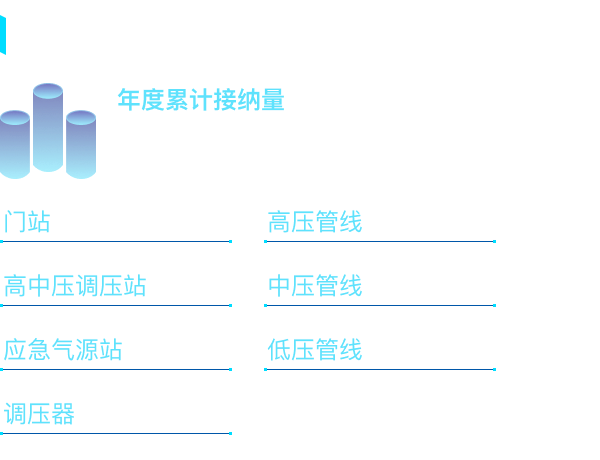 年度累计接纳量
门站
高压管线
高中压调压站
中压管线
应急气源站
低压管线
调压器